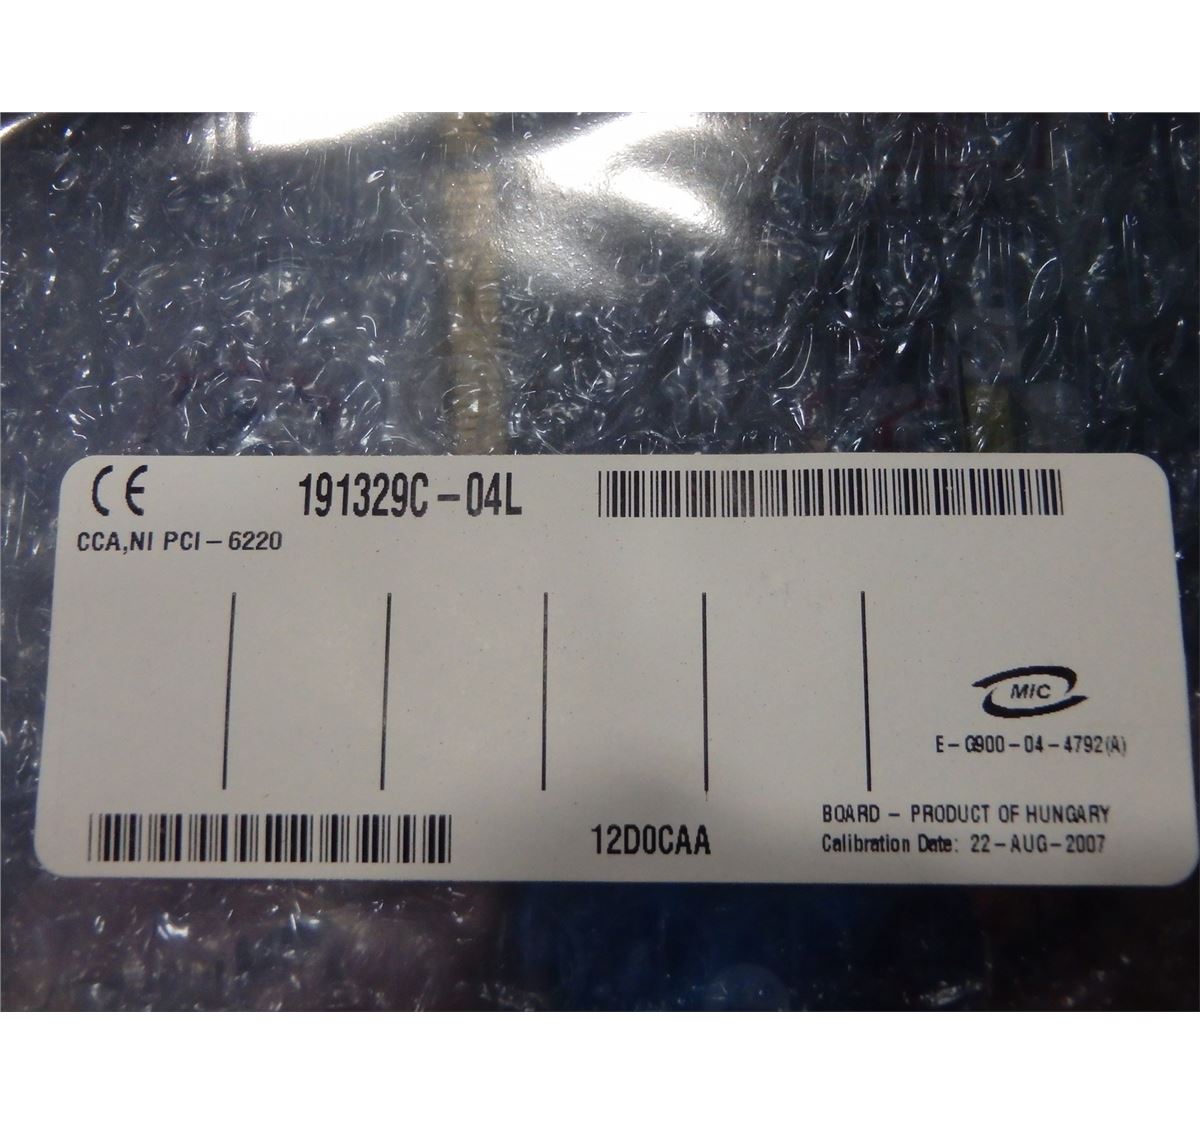 CE 191329C-04L
CCA,NI PCI-6220
MIC
E-G900-04-4792(A)
12D0CAA
BOARD - PRODUCT OF HUNGARY
Calibration Date: 22-AUG-2007